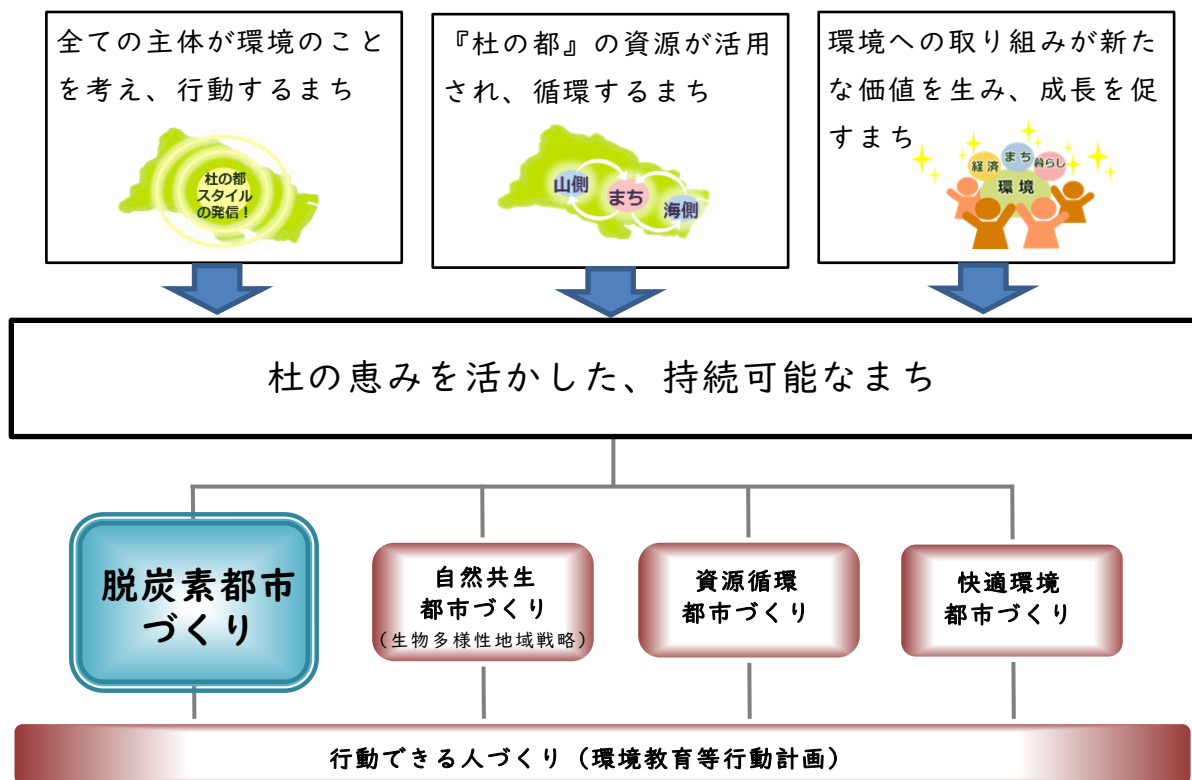 全ての主体が環境のこと
を考え、行動するまち
杜の都
スタイル
の発信！
『杜の都』の資源が活用
され、循環するまち
山側
まち
海側
環境への取り組みが新た
な価値を生み、成長を促
すまち
経済
まち
暮らし
環境
杜の恵みを活かした、持続可能なまち
脱炭素都市
づくり
自然共生
都市づくり
（生物多様性地域戦略）
資源循環
都市づくり
快適環境
都市づくり
行動できる人づくり（環境教育等行動計画）